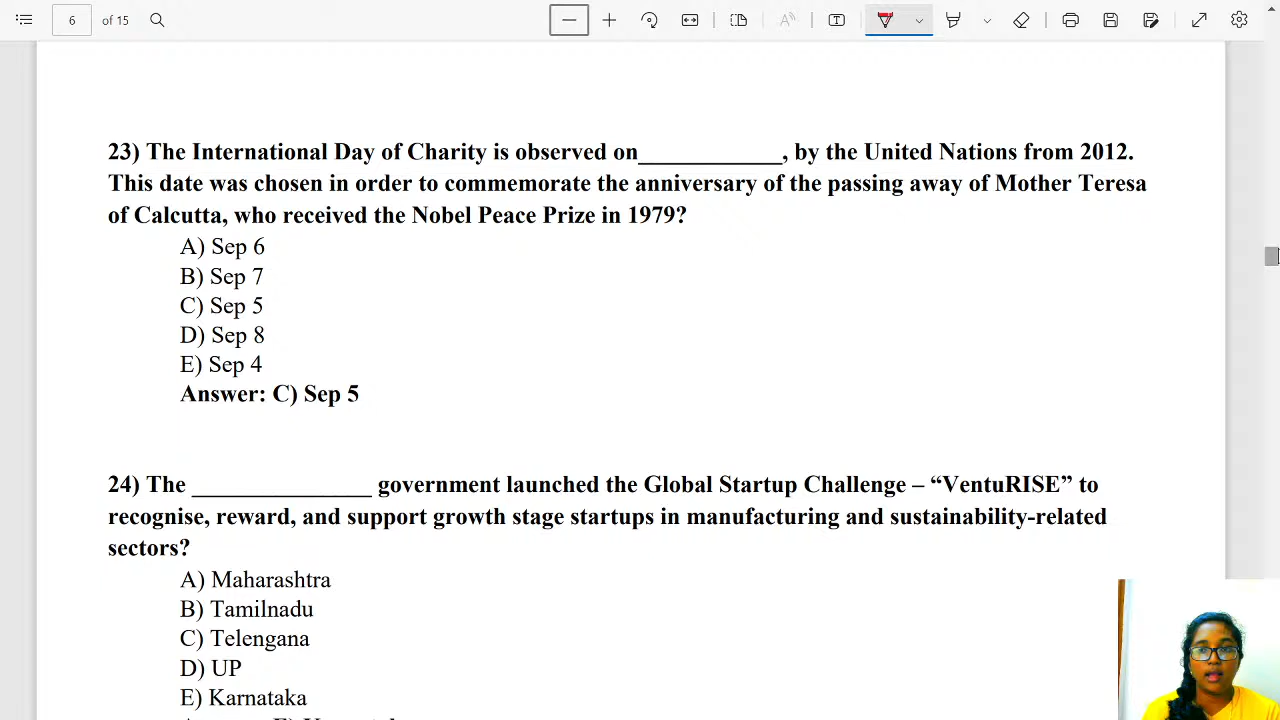 6 of 15
23) The International Day of Charity is observed on____________, by the United Nations from 2012.
This date was chosen in order to commemorate the anniversary of the passing away of Mother Teresa
of Calcutta, who received the Nobel Peace Prize in 1979?
A) Sep 6
B) Sep 7
C) Sep 5
D) Sep 8
E) Sep 4
Answer: C) Sep 5
24) The _______________ government launched the Global Startup Challenge – “VentuRISE” to
recognise, reward, and support growth stage startups in manufacturing and sustainability-related
sectors?
A) Maharashtra
B) Tamilnadu
C) Telengana
D) UP
E) Karnataka